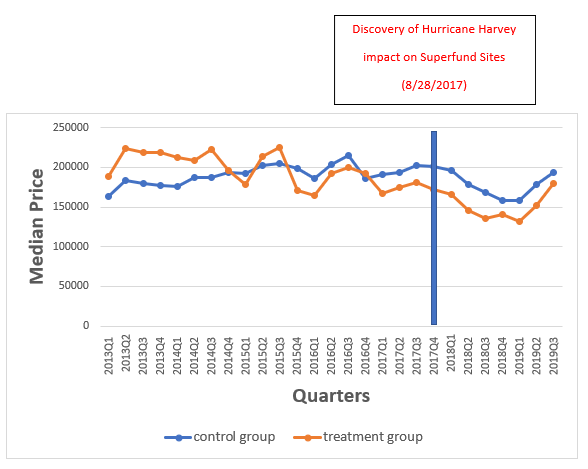 Discovery of Hurricane Harvey
impact on Superfund Sites
(8/28/2017)
250000
200000
150000
100000
50000
0
Median Price
2013Q1
2013Q2
2013Q3
2013Q4
2014Q1
2014Q2
2014Q3
2014Q4
2015Q1
2015Q2
2015Q3
2015Q4
2016Q1
2016Q2
2016Q3
2016Q4
2017Q1
2017Q2
2017Q3
2017Q4
2018Q1
2018Q2
2018Q3
2018Q4
2019Q1
2019Q2
2019Q3
Quarters
control group
treatment group